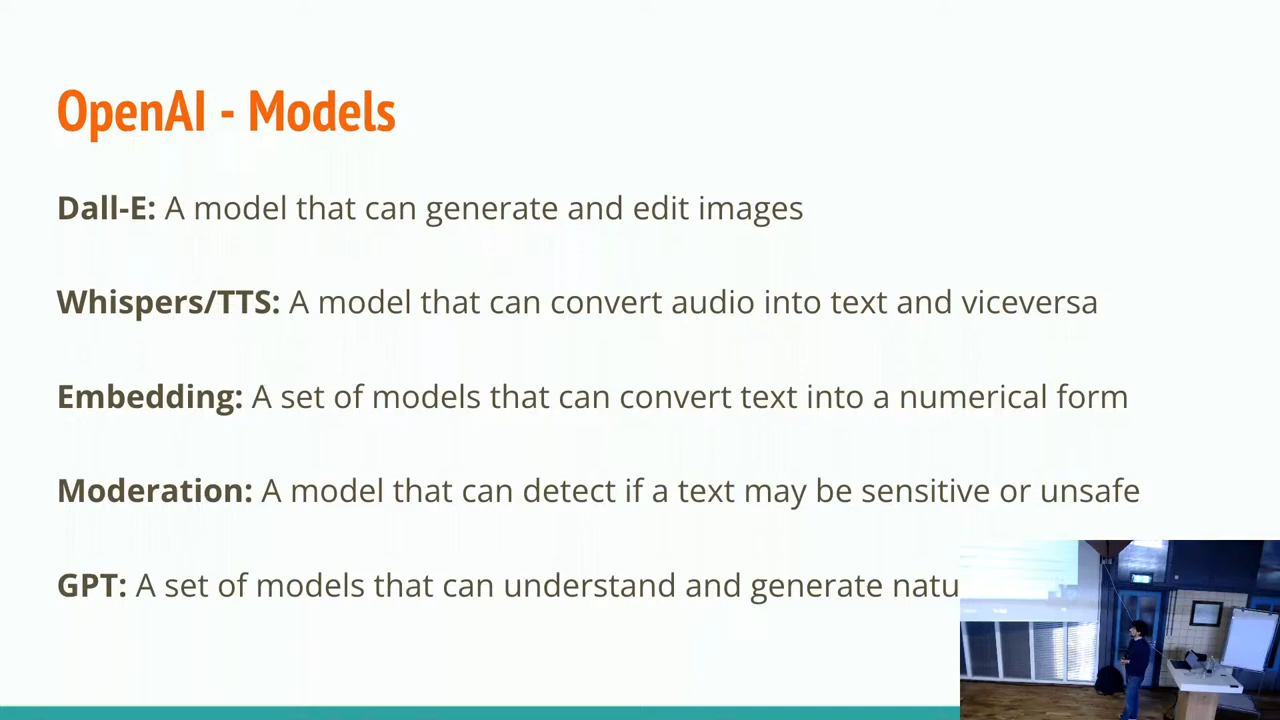 OpenAI - Models
Dall-E: A model that can generate and edit images
Whispers/TTS: A model that can convert audio into text and viceversa
Embedding: A set of models that can convert text into a numerical form
Moderation: A model that can detect if a text may be sensitive or unsafe
GPT: A set of models that can understand and generate natu